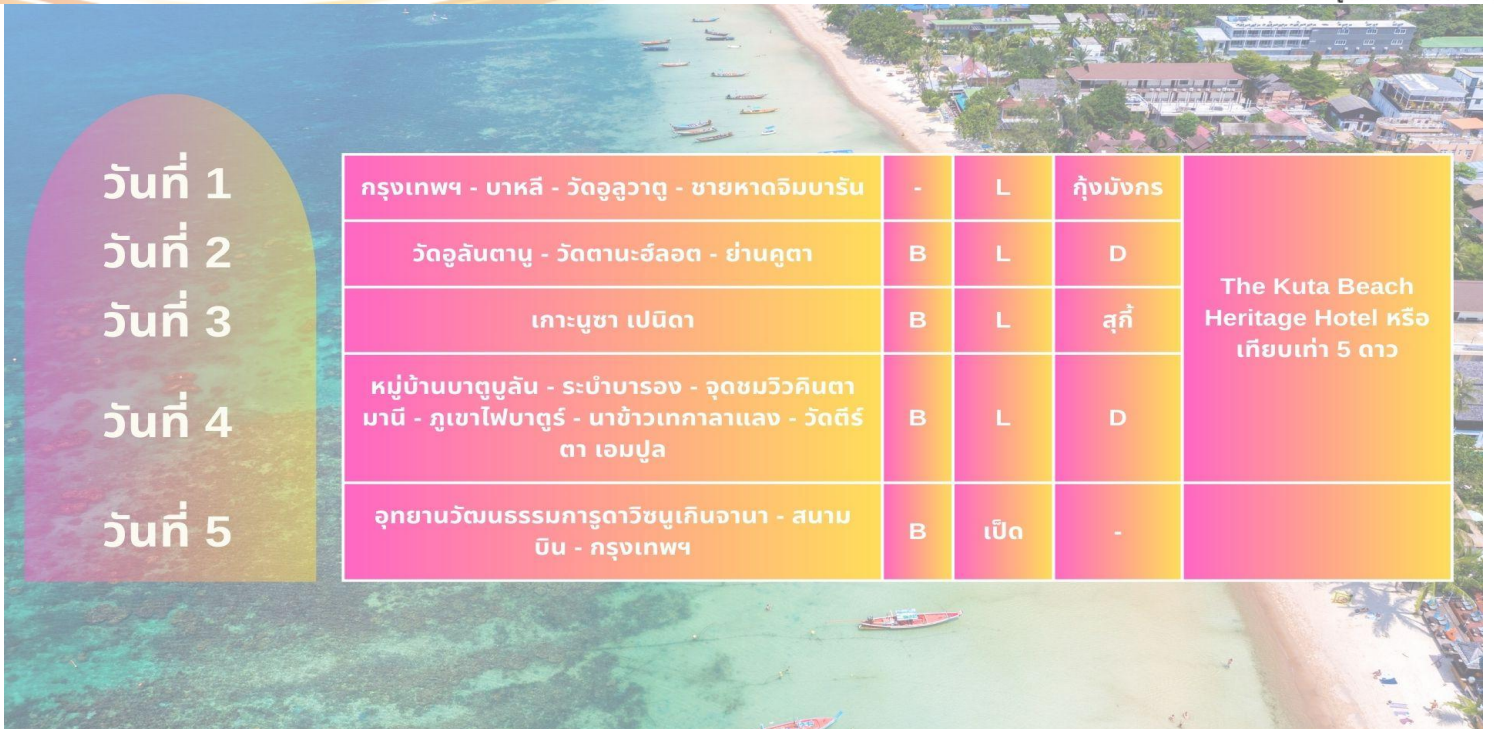 วันที่ 1
กรุงเทพฯ - บาหลี - วัดอูลูวาตู - ชายหาดจิมบารัน
-
L
กุ้งมังกร
The Kuta Beach
Heritage Hotel หรือ
เทียบเท่า 5 ดาว
วันที่ 2
วัดอูลันตานู - วัดตานะฮ์ลอต - ย่านคูตา
B
L
D
วันที่ 3
เกาะนูซา เปนิดา
B
L
สุกี้
วันที่ 4
หมู่บ้านบาตูบูลัน - ระบำบารอง - จุดชมวิวคินตา
มานี - ภูเขาไฟบาตูร์ - นาข้าวเทกาลาแลง - วัดตีร์
ตา เอมปูล
B
L
D
วันที่ 5
อุทยานวัฒนธรรมการูดาวิซนูเกินจานา - สนาม
บิน - กรุงเทพฯ
B
เป็ด
-